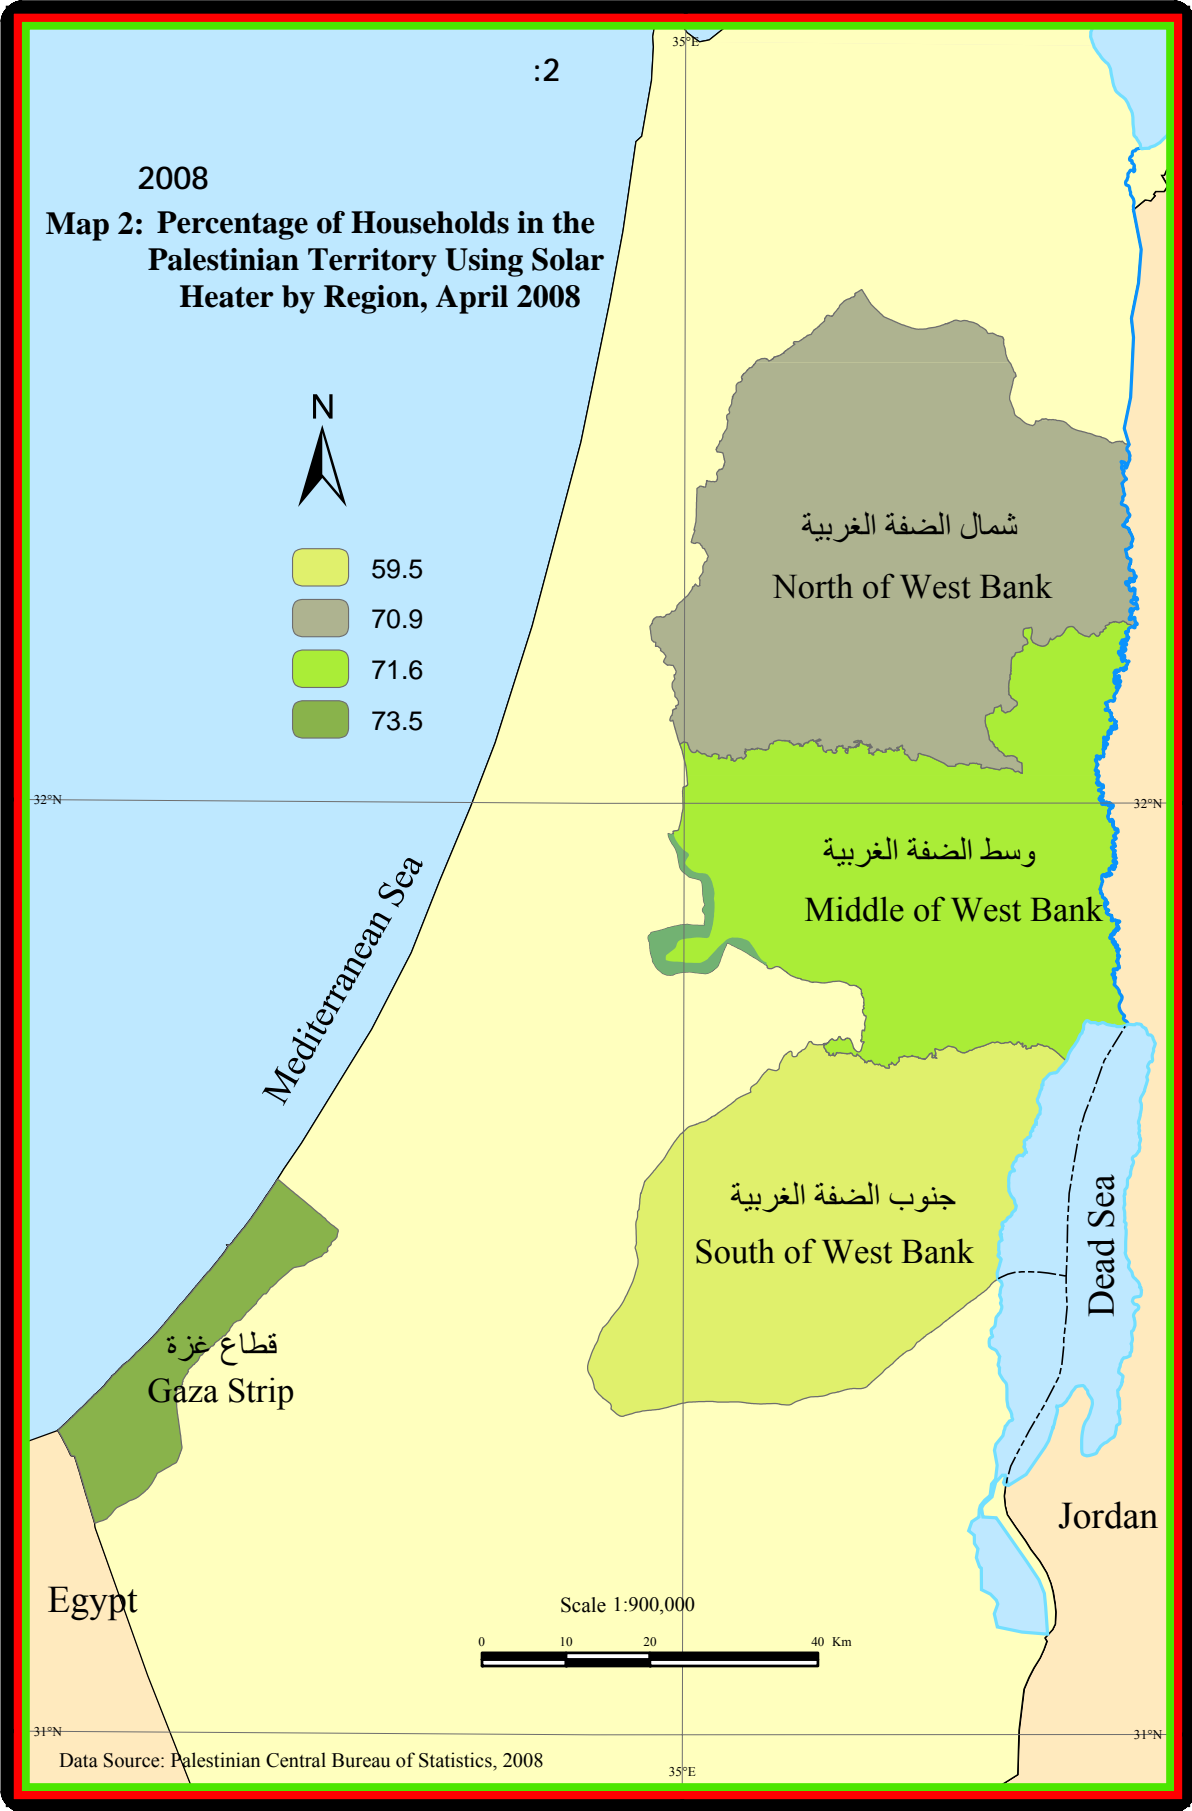 35°E
:2
2008
Map 2: Percentage of Households in the
Palestinian Territory Using Solar
Heater by Region, April 2008
N
59.5
70.9
71.6
73.5
شمال الضفة الغربية
North of West Bank
32°N
32°N
وسط الضفة الغربية
Middle of West Bank
Mediterranean Sea
جنوب الضفة الغربية
South of West Bank
Dead Sea
قطاع غزة
Gaza Strip
Jordan
Egypt
Scale 1:900,000
0 10 20 40 Km
31°N
31°N
Data Source: Palestinian Central Bureau of Statistics, 2008
35°E